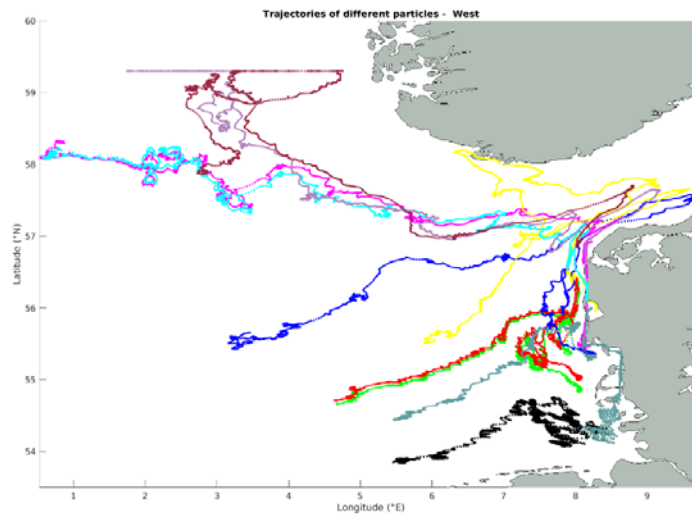 Trajectories of different particles - West
60
59
58
57
56
55
54
Latitude (°N)
1 2 3 4 5 6 7 8 9
Longitude (°E)